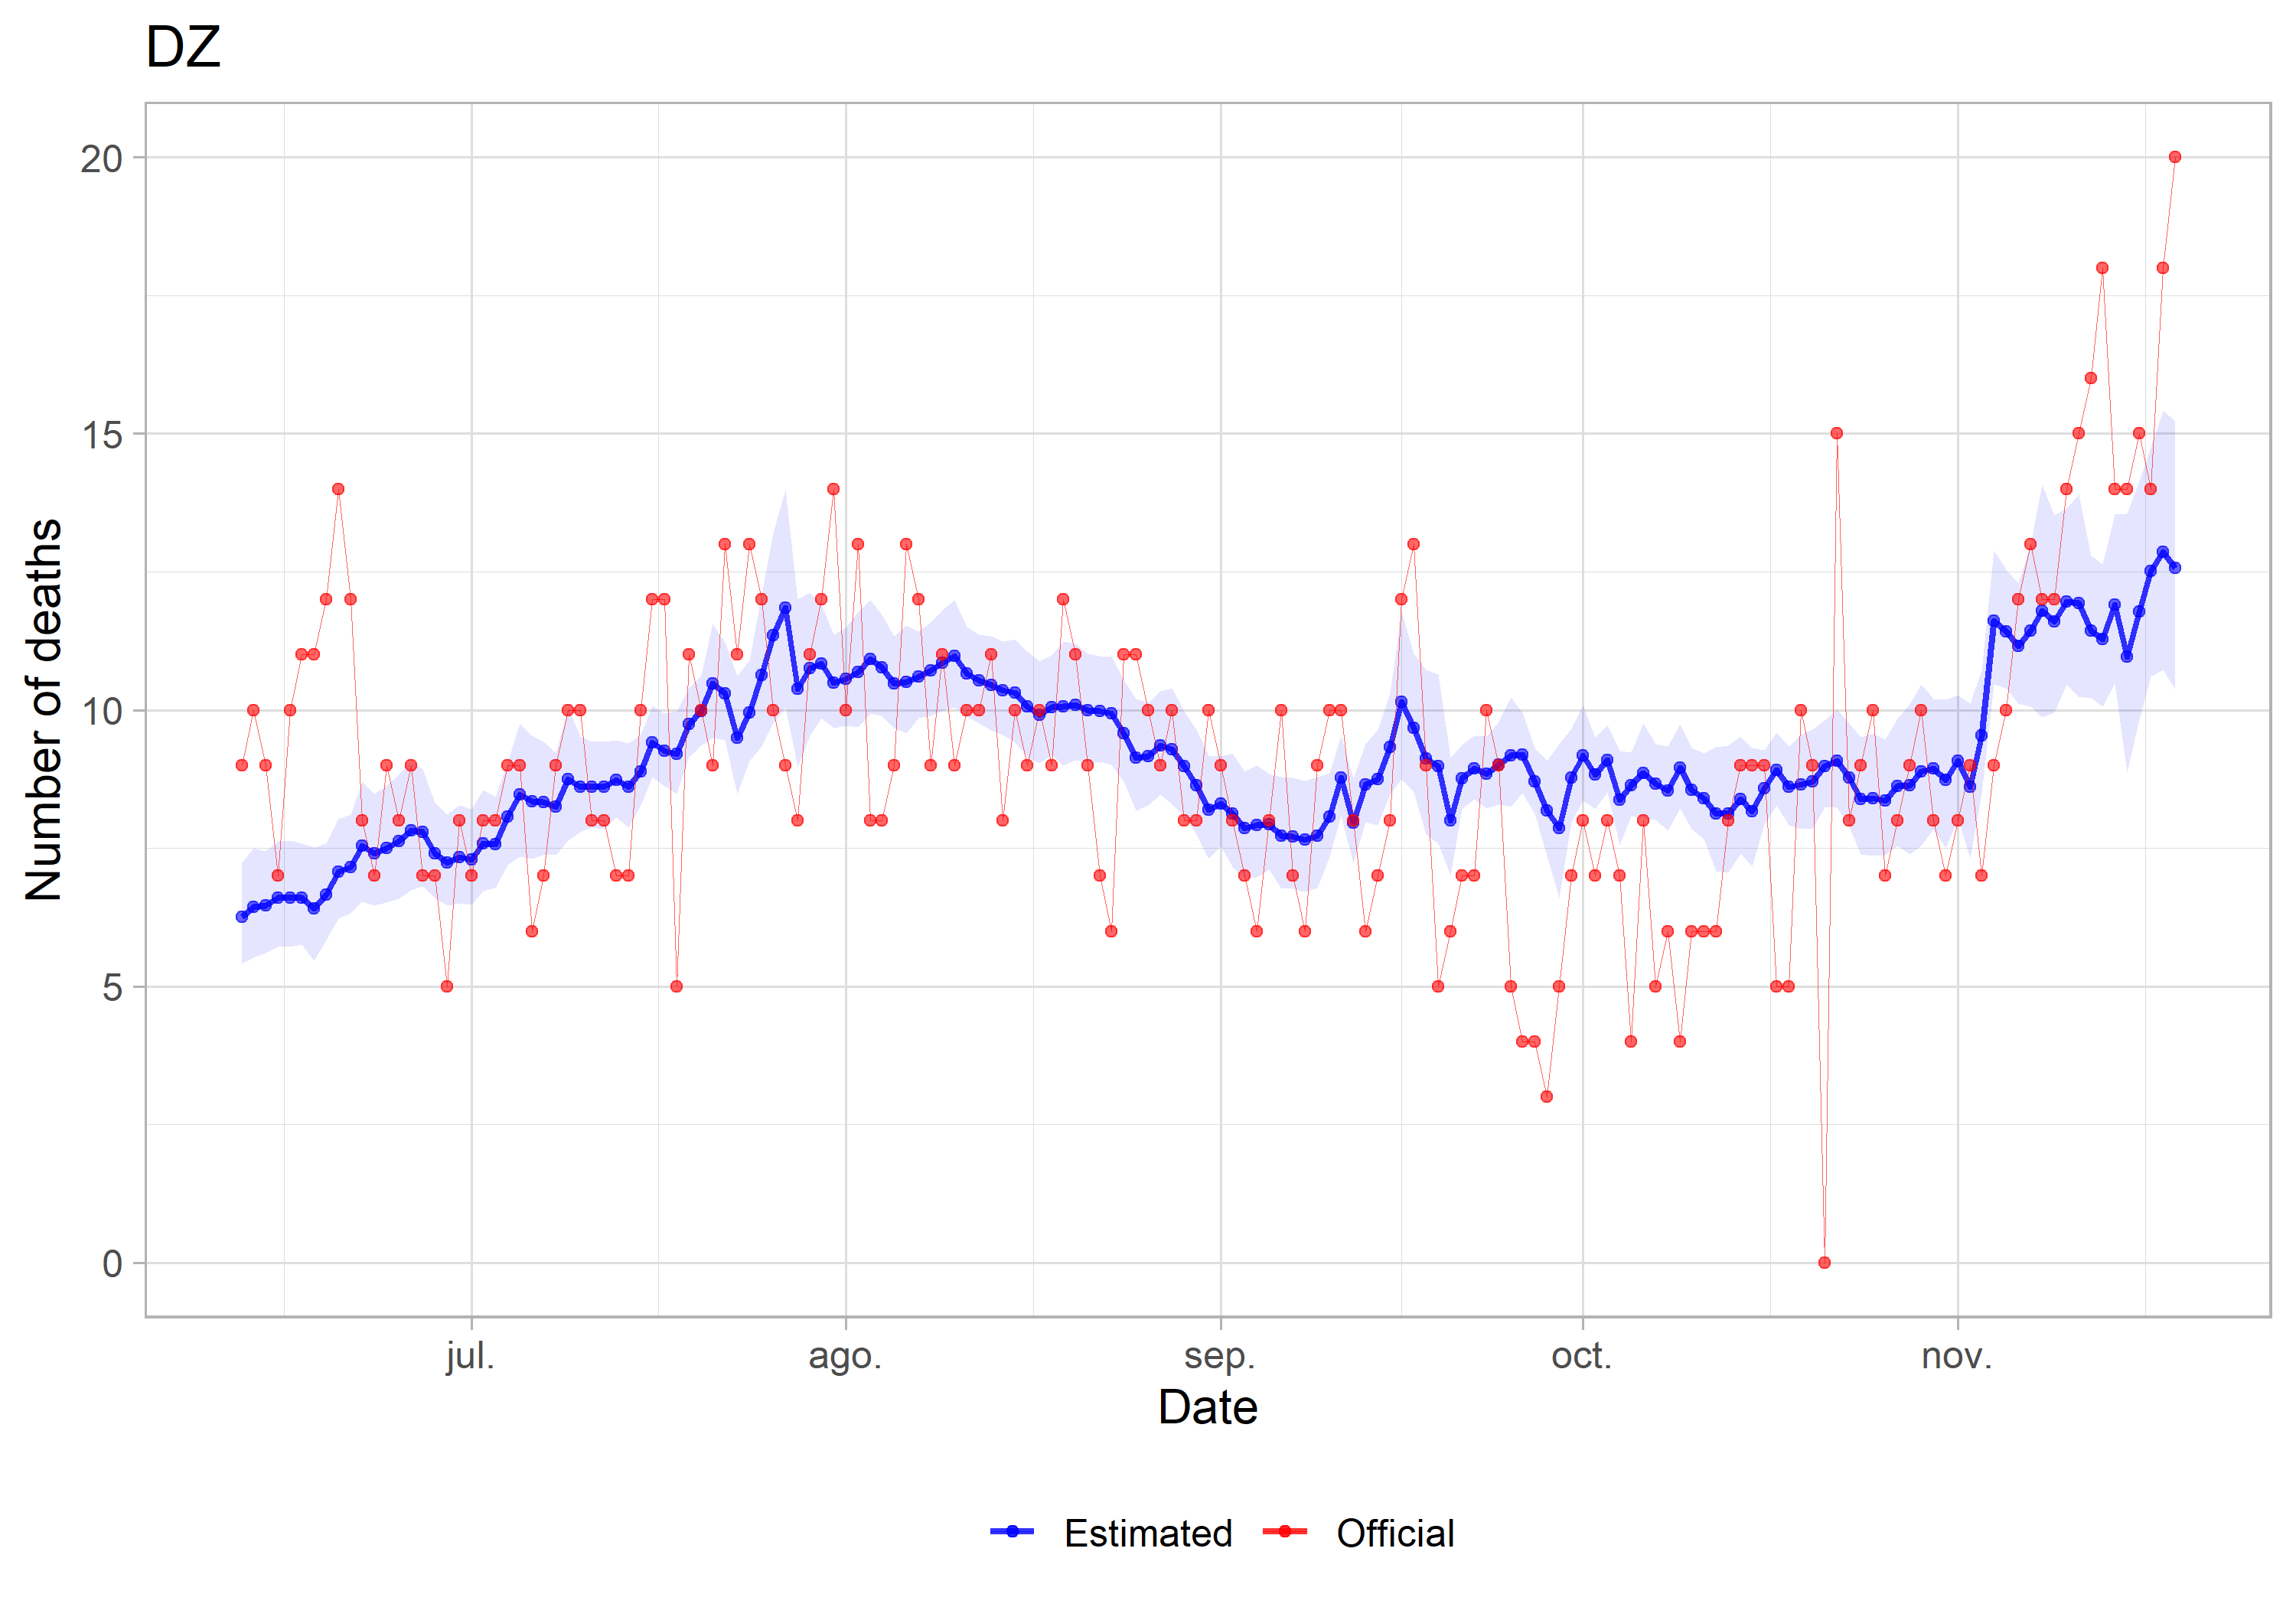 DZ
Number of deaths
20
15
10
5
0
jul.
ago.
sep.
oct.
nov.
Date
Estimated
Official